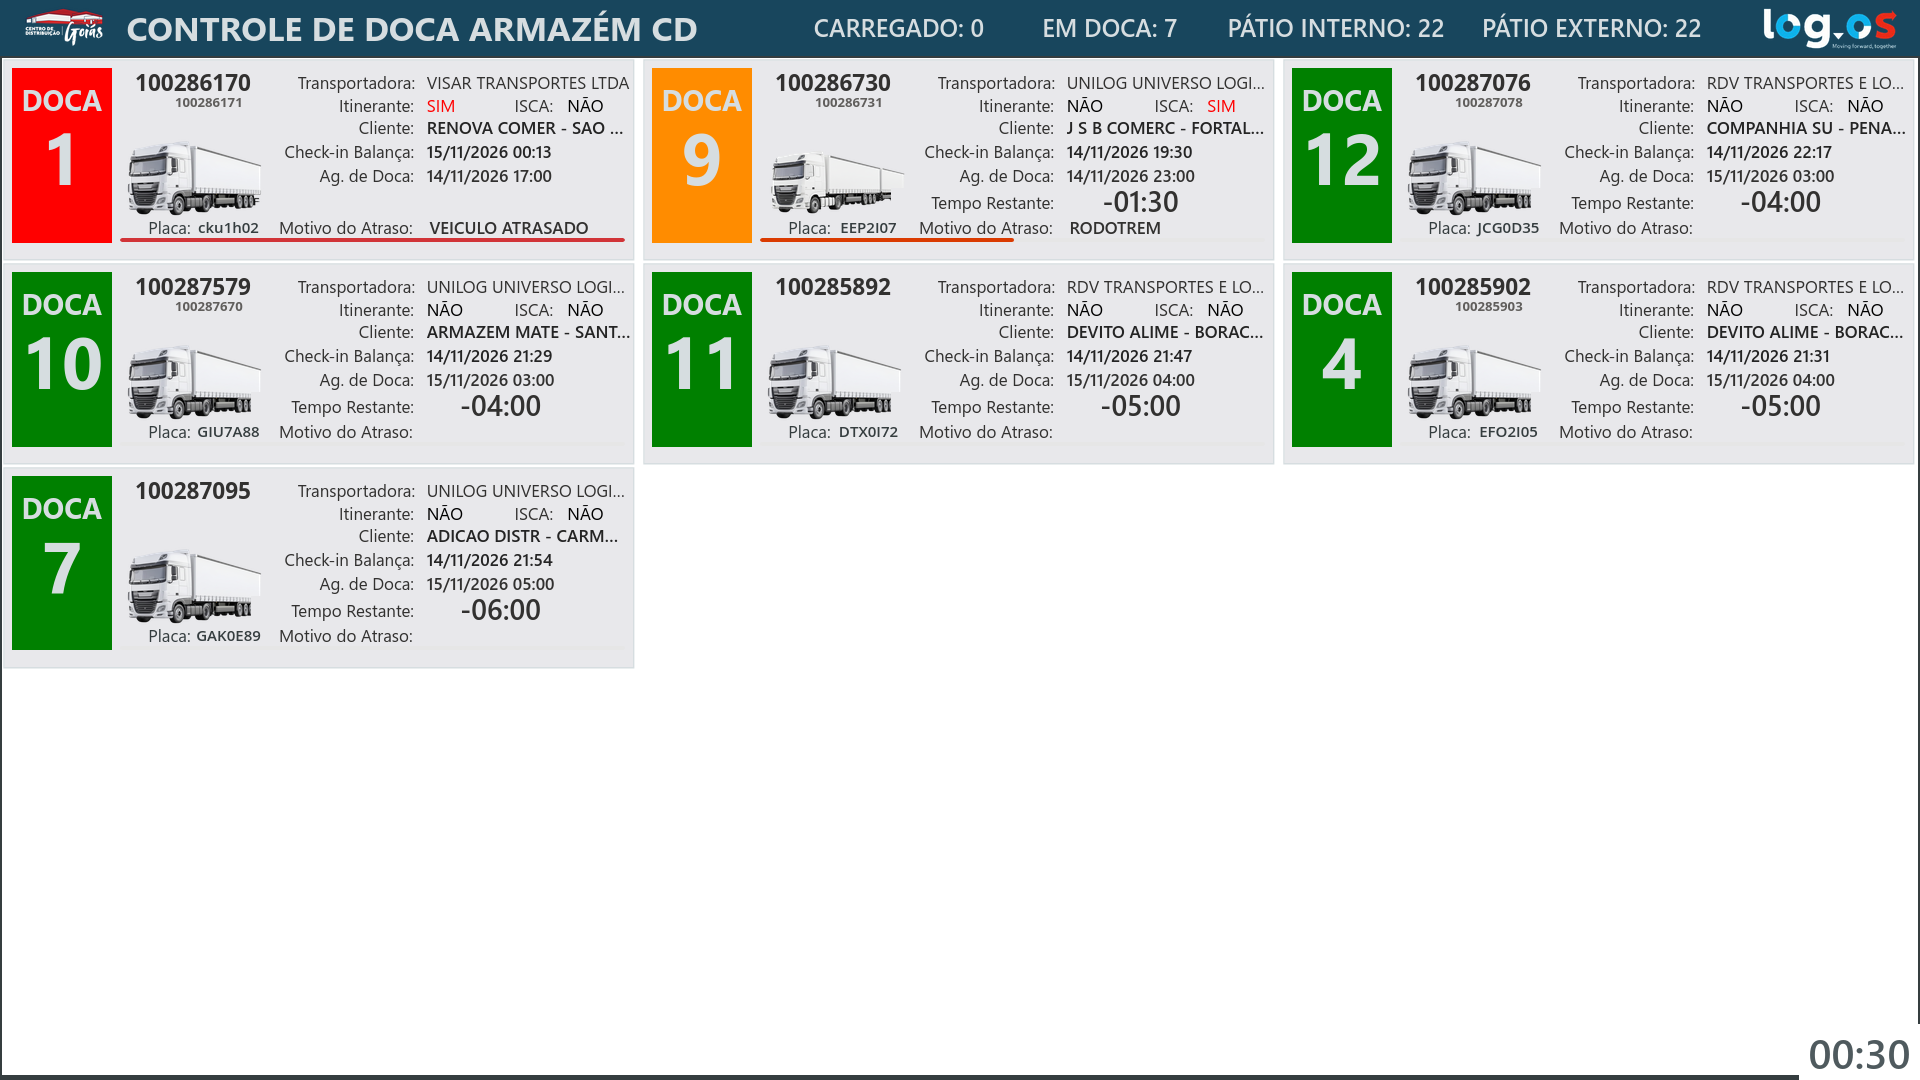 CENTRO DE DISTRIBUIÇÃO Goiás
CONTROLE DE DOCA ARMAZÉM CD
CARREGADO: 0
EM DOCA: 7
PÁTIO INTERNO: 22
PÁTIO EXTERNO: 22
log.os
Moving forward, together
DOCA
1
100286170
100286171
Transportadora: VISAR TRANSPORTES LTDA
Itinerante: SIM ISCA: NÃO
Cliente: RENOVA COMER - SAO ...
Check-in Balança: 15/11/2026 00:13
Ag. de Doca: 14/11/2026 17:00
Placa: cku1h02 Motivo do Atraso: VEICULO ATRASADO
DOCA
9
100286730
100286731
Transportadora: UNILOG UNIVERSO LOGI...
Itinerante: NÃO ISCA: SIM
Cliente: J S B COMERC - FORTAL...
Check-in Balança: 14/11/2026 19:30
Ag. de Doca: 14/11/2026 23:00
Tempo Restante: -01:30
Placa: EEP2I07 Motivo do Atraso: RODOTREM
DOCA
12
100287076
100287078
Transportadora: RDV TRANSPORTES E LO...
Itinerante: NÃO ISCA: NÃO
Cliente: COMPANHIA SU - PENA...
Check-in Balança: 14/11/2026 22:17
Ag. de Doca: 15/11/2026 03:00
Tempo Restante: -04:00
Placa: JCG0D35 Motivo do Atraso:
DOCA
10
100287579
100287670
Transportadora: UNILOG UNIVERSO LOGI...
Itinerante: NÃO ISCA: NÃO
Cliente: ARMAZEM MATE - SANT...
Check-in Balança: 14/11/2026 21:29
Ag. de Doca: 15/11/2026 03:00
Tempo Restante: -04:00
Placa: GIU7A88 Motivo do Atraso:
DOCA
11
100285892
Transportadora: RDV TRANSPORTES E LO...
Itinerante: NÃO ISCA: NÃO
Cliente: DEVITO ALIME - BORAC...
Check-in Balança: 14/11/2026 21:47
Ag. de Doca: 15/11/2026 04:00
Tempo Restante: -05:00
Placa: DTX0I72 Motivo do Atraso:
DOCA
4
100285902
100285903
Transportadora: RDV TRANSPORTES E LO...
Itinerante: NÃO ISCA: NÃO
Cliente: DEVITO ALIME - BORAC...
Check-in Balança: 14/11/2026 21:31
Ag. de Doca: 15/11/2026 04:00
Tempo Restante: -05:00
Placa: EFO2I05 Motivo do Atraso:
DOCA
7
100287095
Transportadora: UNILOG UNIVERSO LOGI...
Itinerante: NÃO ISCA: NÃO
Cliente: ADICAO DISTR - CARM...
Check-in Balança: 14/11/2026 21:54
Ag. de Doca: 15/11/2026 05:00
Tempo Restante: -06:00
Placa: GAK0E89 Motivo do Atraso:
00:30